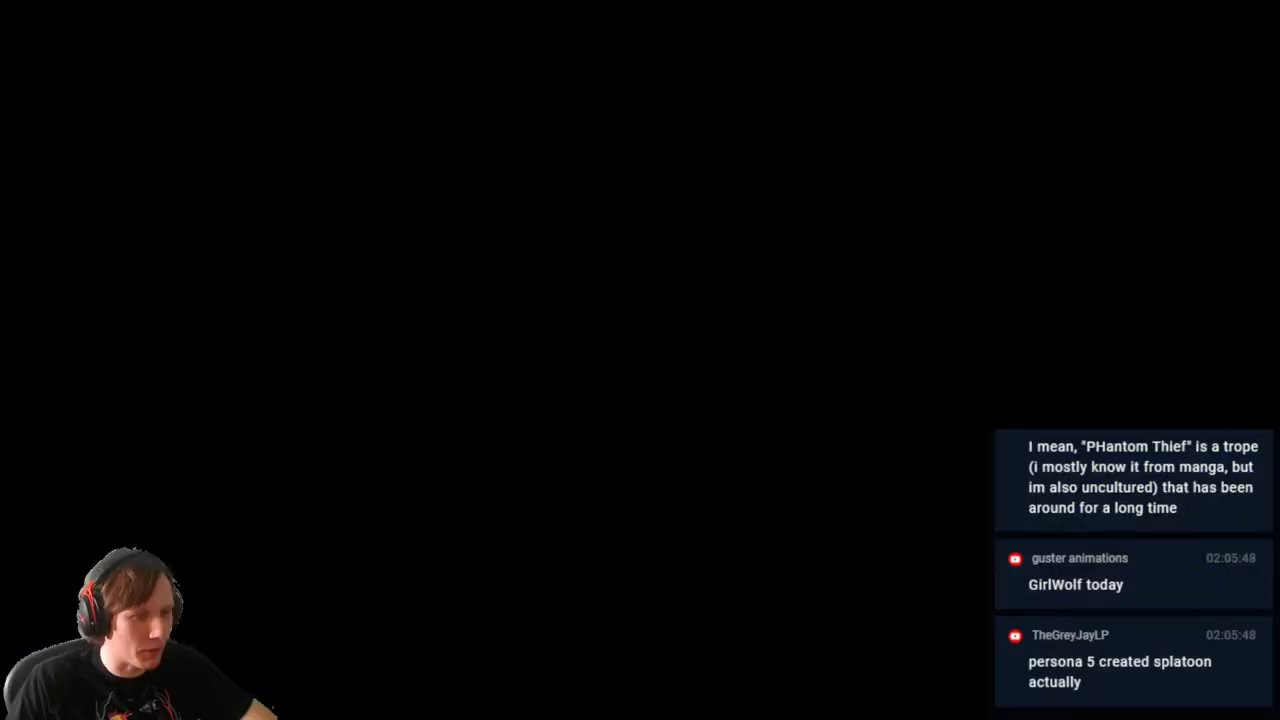 I mean, "PHantom Thief" is a trope
(i mostly know it from manga, but
im also uncultured) that has been
around for a long time
guster animations 02:05:48
GirlWolf today
TheGreyJayLP 02:05:48
persona 5 created splatoon
actually